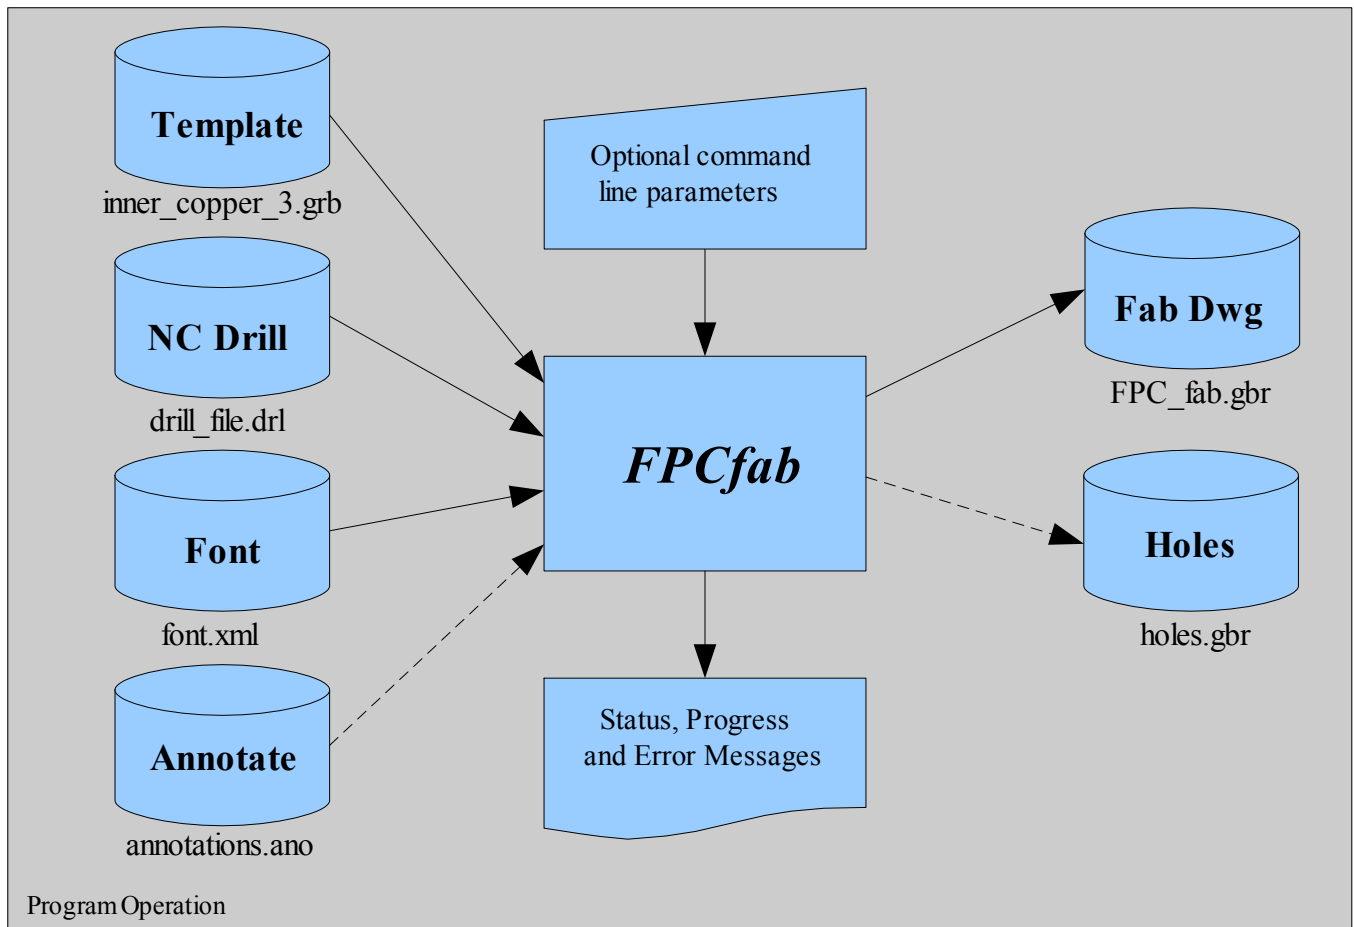 Template
inner_copper_3.grb
NC Drill
drill_file.drl
Font
font.xml
Annotate
annotations.ano
Optional command
line parameters
FPCfab
Status, Progress
and Error Messages
Fab Dwg
FPC_fab.gbr
Holes
holes.gbr
Program Operation